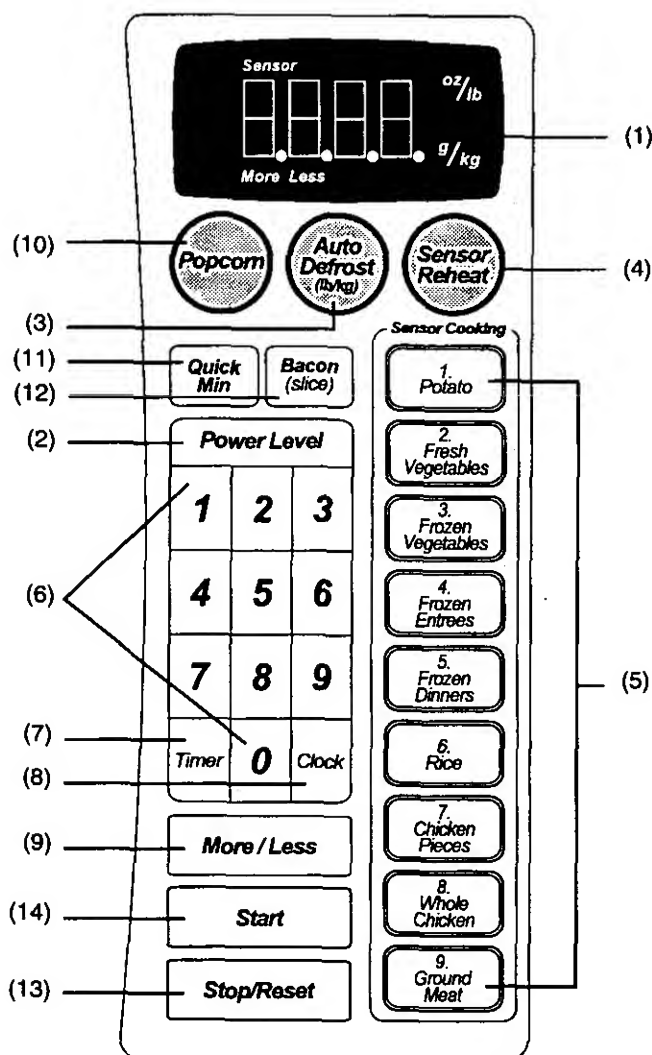 Sensor
oz/lb
g/kg
More Less
(1)
(10)
Popcorn
Auto
Defrost
(lb/kg)
Sensor
Reheat
(4)
(3)
Sensor Cooking
(11)
Quick
Min
Bacon
(slice)
(12)
1.
Potato
(2)
Power Level
2.
Fresh
Vegetables
1 2 3
3.
Frozen
Vegetables
(6)
4 5 6
4.
Frozen
Entrees
7 8 9
5.
Frozen
Dinners
(5)
(7)
Timer 0 Clock
(8)
6.
Rice
(9)
More / Less
7.
Chicken
Pieces
(14)
Start
8.
Whole
Chicken
(13)
Stop/Reset
9.
Ground
Meat